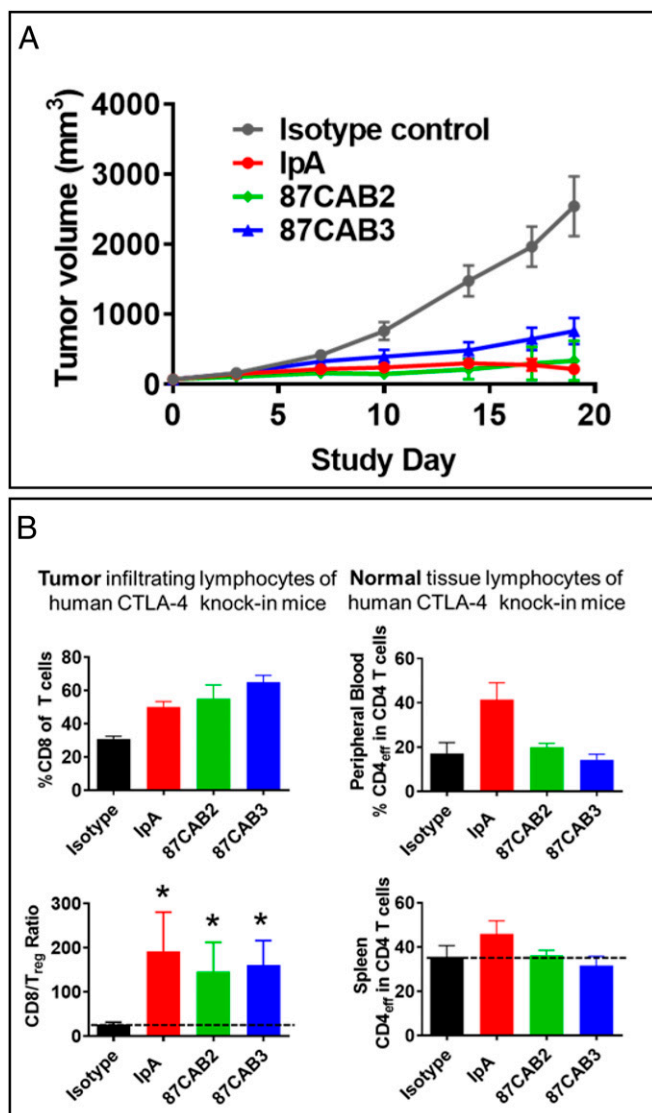 A
Tumor volume (mm³)
4000
3000
2000
1000
0
Isotype control
IpA
87CAB2
87CAB3
0 5 10 15 20
Study Day
B
Tumor infiltrating lymphocytes of
human CTLA-4 knock-in mice
Normal tissue lymphocytes of
human CTLA-4 knock-in mice
%CD8 of T cells
80
60
40
20
0
Isotype
IpA
87CAB2
87CAB3
Peripheral Blood
% CD4eff in CD4 T cells
60
40
20
0
Isotype
IpA
87CAB2
87CAB3
CD8/Treg Ratio
300
200
100
0
* * *
Isotype
IpA
87CAB2
87CAB3
Spleen
CD4eff in CD4 T cells
60
40
20
0
Isotype
IpA
87CAB2
87CAB3